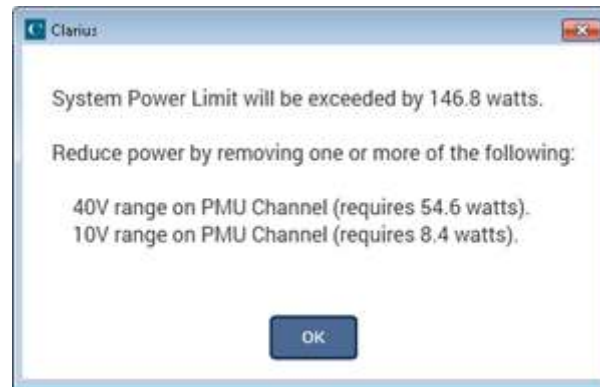 Clarius
System Power Limit will be exceeded by 146.8 watts.
Reduce power by removing one or more of the following:
40V range on PMU Channel (requires 54.6 watts).
10V range on PMU Channel (requires 8.4 watts).
OK